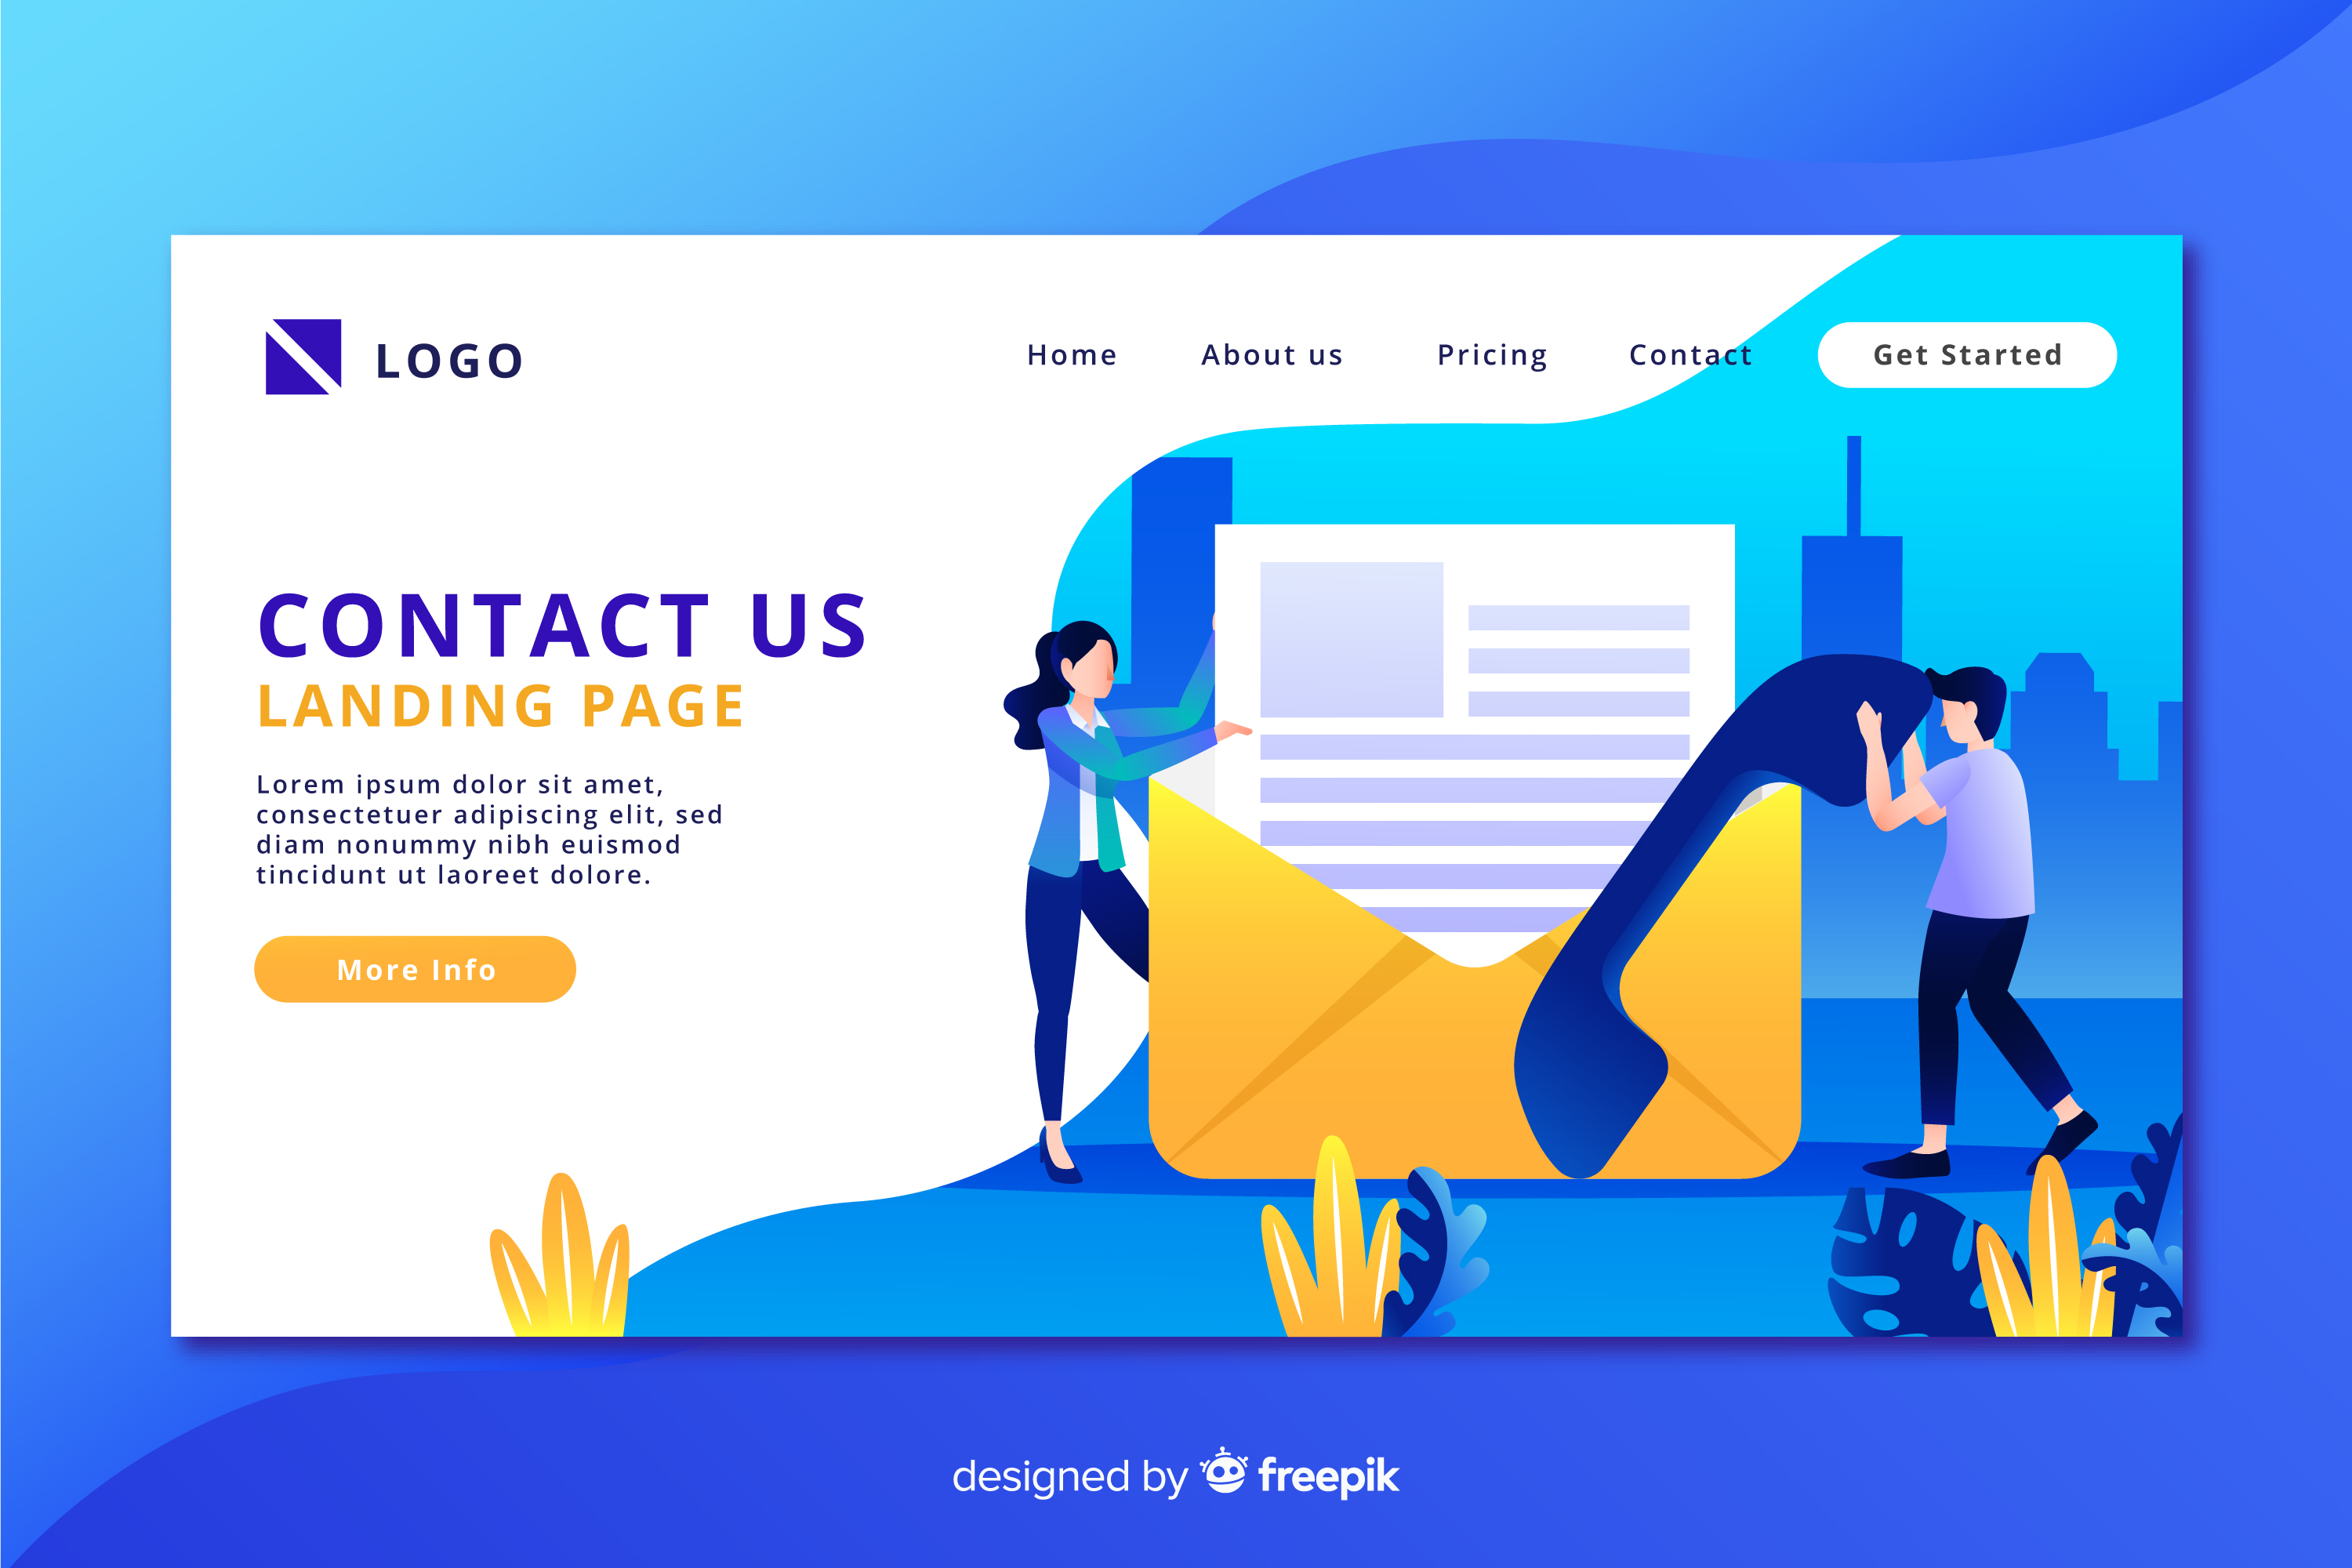 LOGO
Home About us Pricing Contact Get Started
CONTACT US
LANDING PAGE
Lorem ipsum dolor sit amet,
consectetuer adipiscing elit, sed
diam nonummy nibh euismod
tincidunt ut laoreet dolore.
More Info
designed by freepik